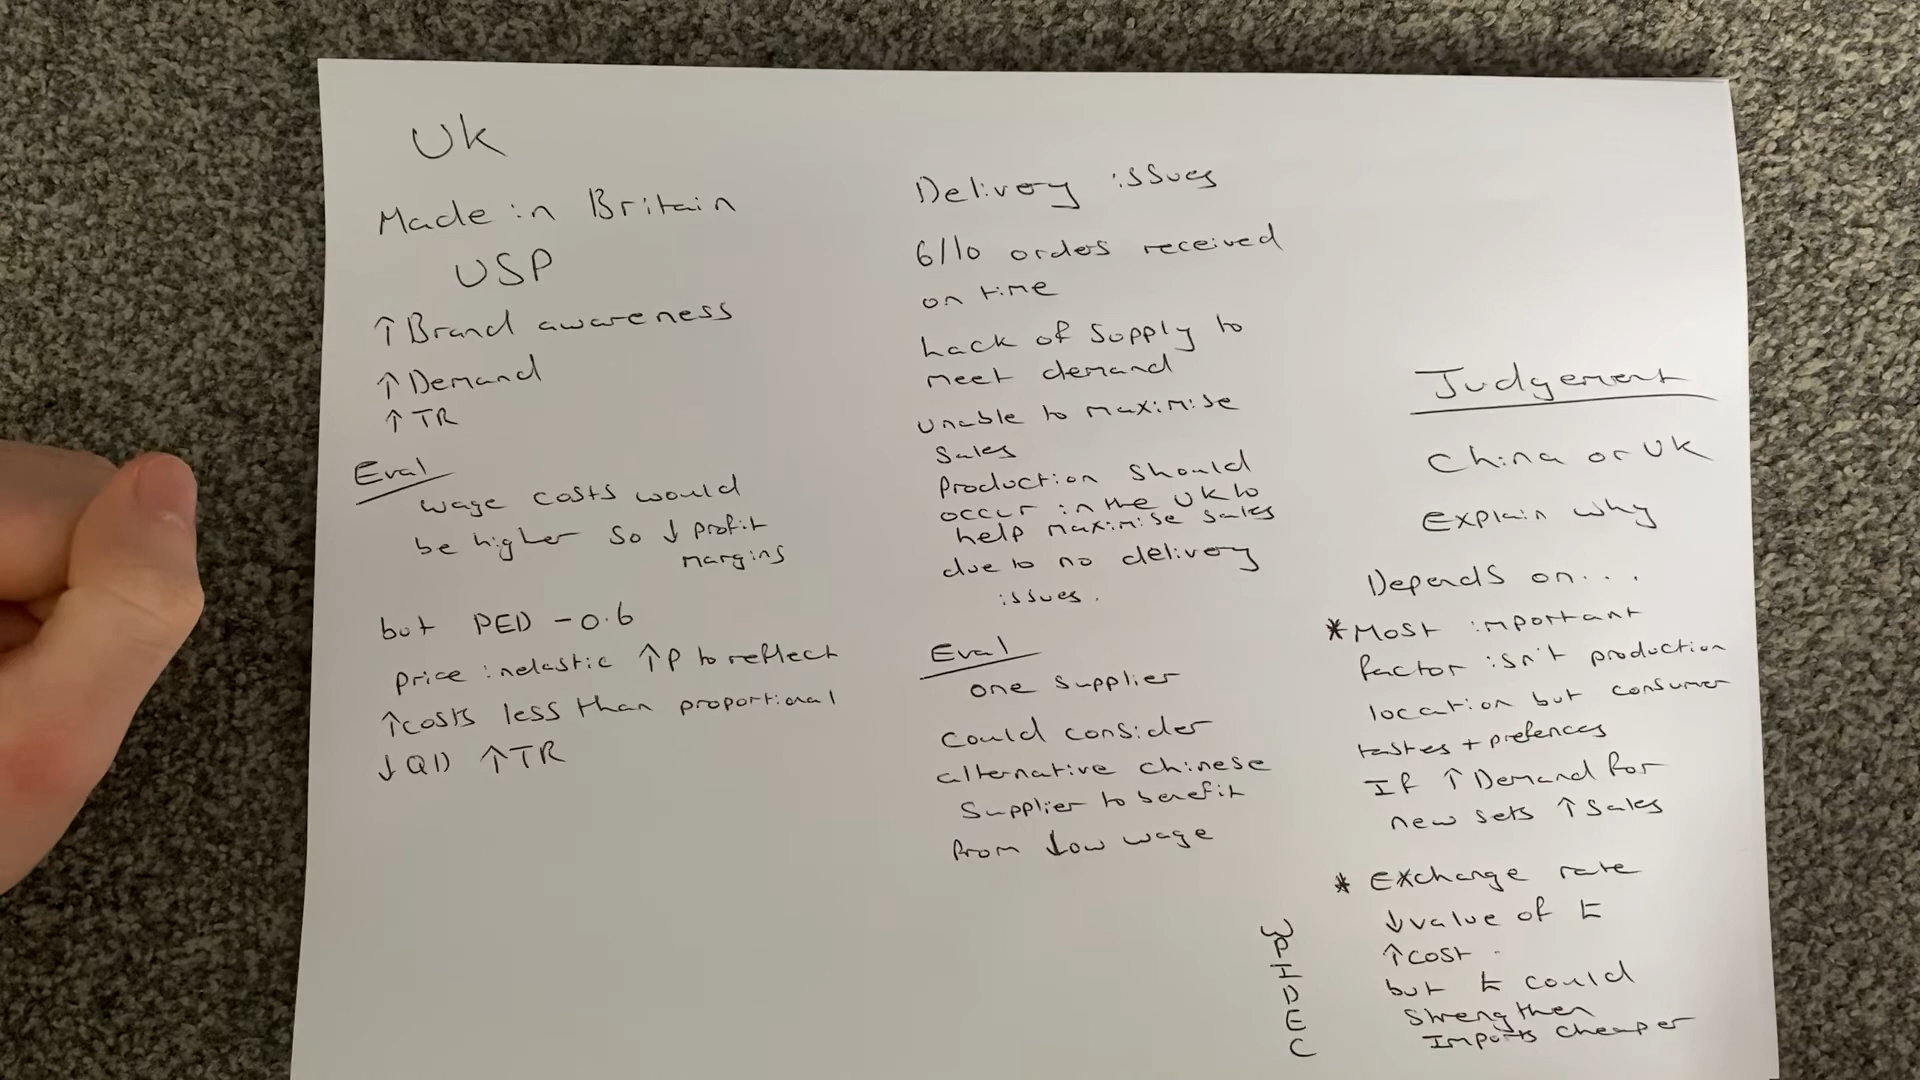 UK
Made in Britain
USP
↑ Brand awareness
↑ Demand
↑ TR
Eval
wage costs would
be higher so ↓ profit
margins
but PED -0.6
price inelastic ↑P to reflect
↑costs less than proportional
↓ QD ↑TR
Delivery issues
6/10 orders received
on time
Lack of supply to
meet demand
unable to maximise
sales
Production should
occur in the UK to
help maximise sales
due to no delivery
issues.
Eval
one supplier
could consider
alternative chinese
supplier to benefit
from low wage
Judgement
China or UK
Explain why
Depends on...
* Most important
factor isn't production
location but consumer
tastes + prefences
If ↑ Demand for
new sets ↑ sales
* Exchange rate
↓ value of £
↑ cost
but £ could
strengthen
Imports cheaper